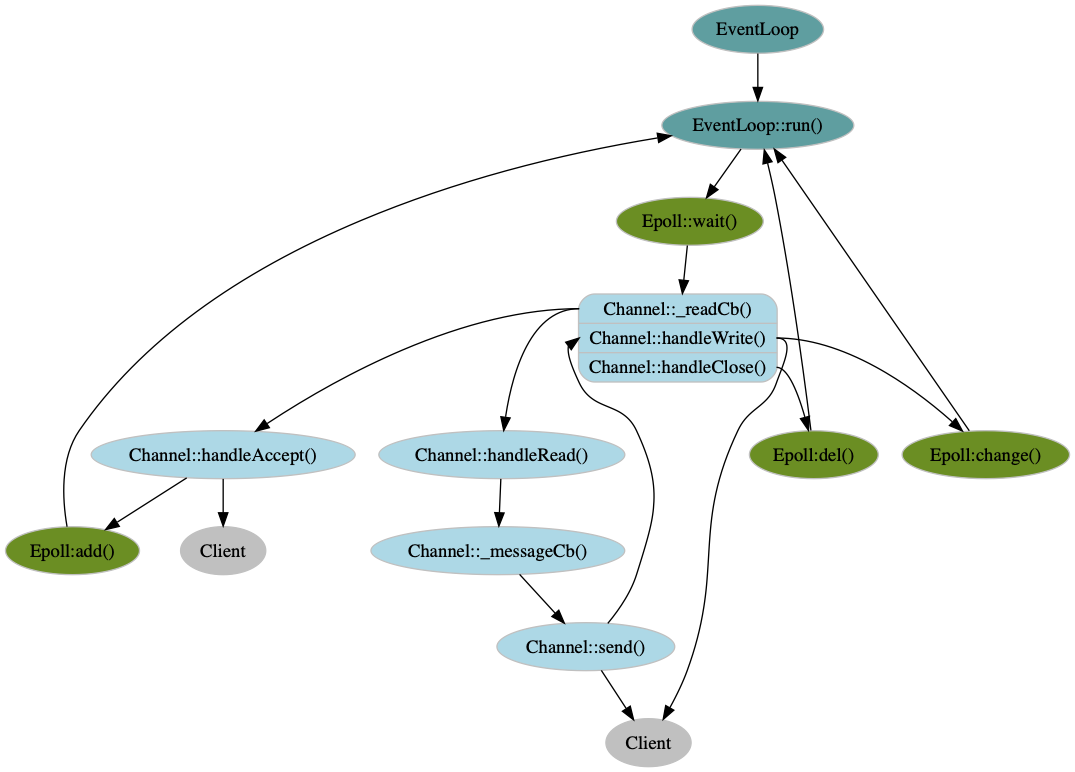 EventLoop
EventLoop::run()
Epoll::wait()
Channel::_readCb()
Channel::handleWrite()
Channel::handleClose()
Channel::handleAccept()
Channel::handleRead()
Epoll:del()
Epoll:change()
Epoll:add()
Client
Channel::_messageCb()
Channel::send()
Client